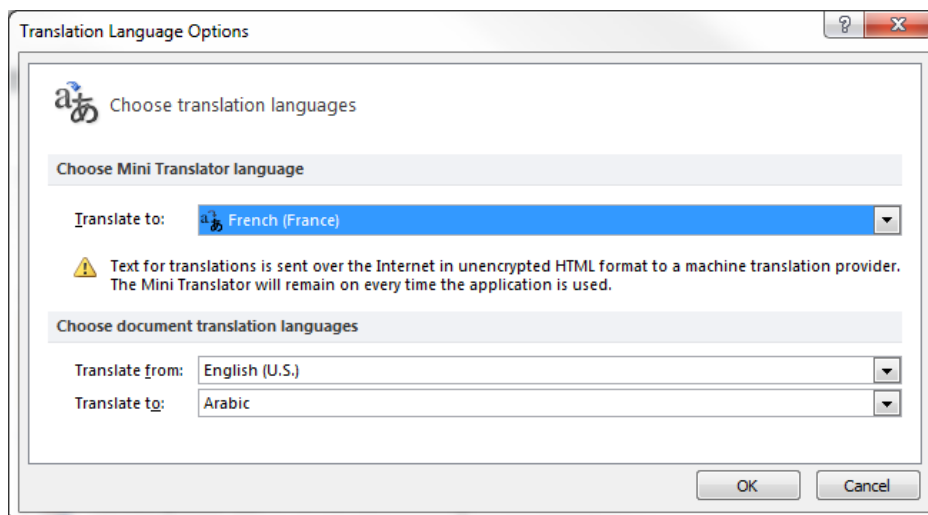 Translation Language Options
Choose translation languages
Choose Mini Translator language
Translate to: French (France)
Text for translations is sent over the Internet in unencrypted HTML format to a machine translation provider.
The Mini Translator will remain on every time the application is used.
Choose document translation languages
Translate from: English (U.S.)
Translate to: Arabic
OK Cancel